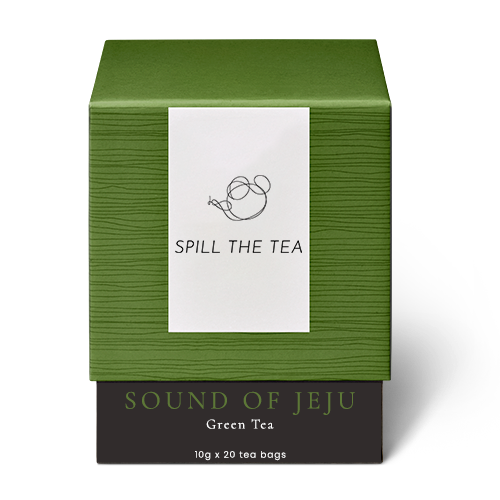 SPILL THE TEA
SOUND OF JEJU
Green Tea
10g x 20 tea bags